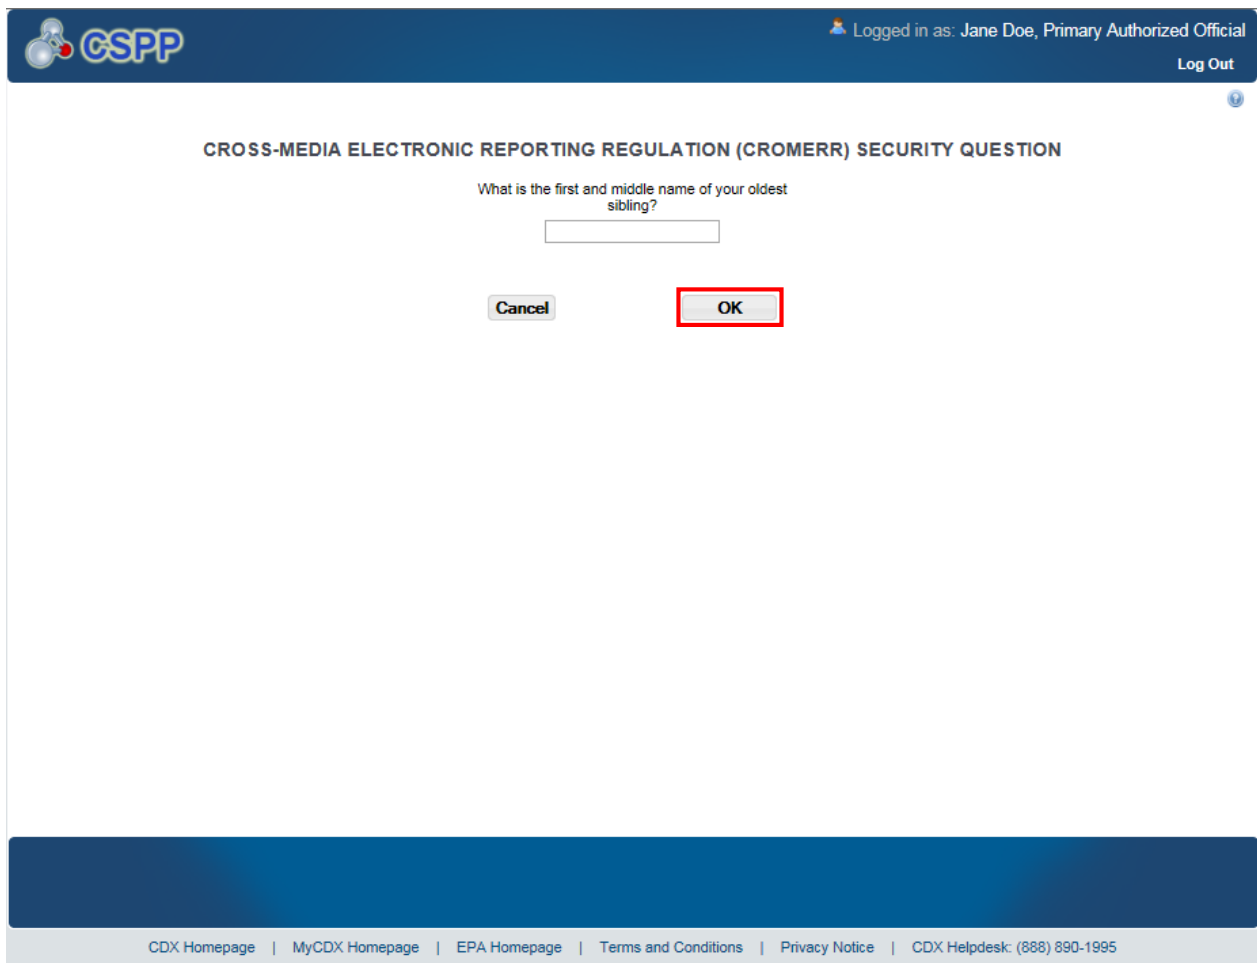 CSPP
Logged in as: Jane Doe, Primary Authorized Official
Log Out
CROSS-MEDIA ELECTRONIC REPORTING REGULATION (CROMERR) SECURITY QUESTION
What is the first and middle name of your oldest
sibling?
Cancel OK
CDX Homepage | MyCDX Homepage | EPA Homepage | Terms and Conditions | Privacy Notice | CDX Helpdesk: (888) 890-1995